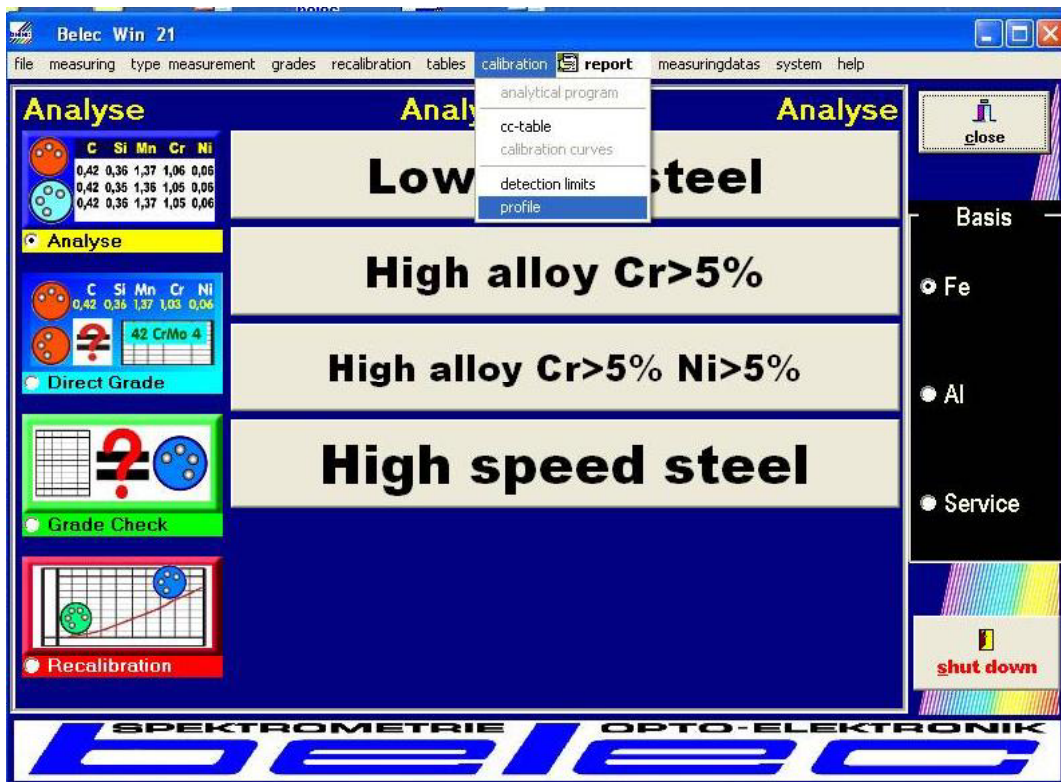 Belec Win 21
file measuring type measurement grades recalibration tables calibration report measuringdatas system help
analytical program
cc-table
calibration curves
detection limits
profile
Analyse Analy Analyse
C Si Mn Cr Ni
0,42 0,36 1,37 1,06 0,06
0,42 0,35 1,36 1,05 0,06
0,42 0,36 1,37 1,05 0,06
Analyse
C Si Mn Cr Ni
0,42 0,36 1,37 1,03 0,06
? 42 CrMo 4
Direct Grade
?
Grade Check
Recalibration
Low steel
High alloy Cr>5%
High alloy Cr>5% Ni>5%
High speed steel
close
Basis
Fe
Al
Service
shut down
SPEKTROMETRIE OPTO-ELEKTRONIK
belec